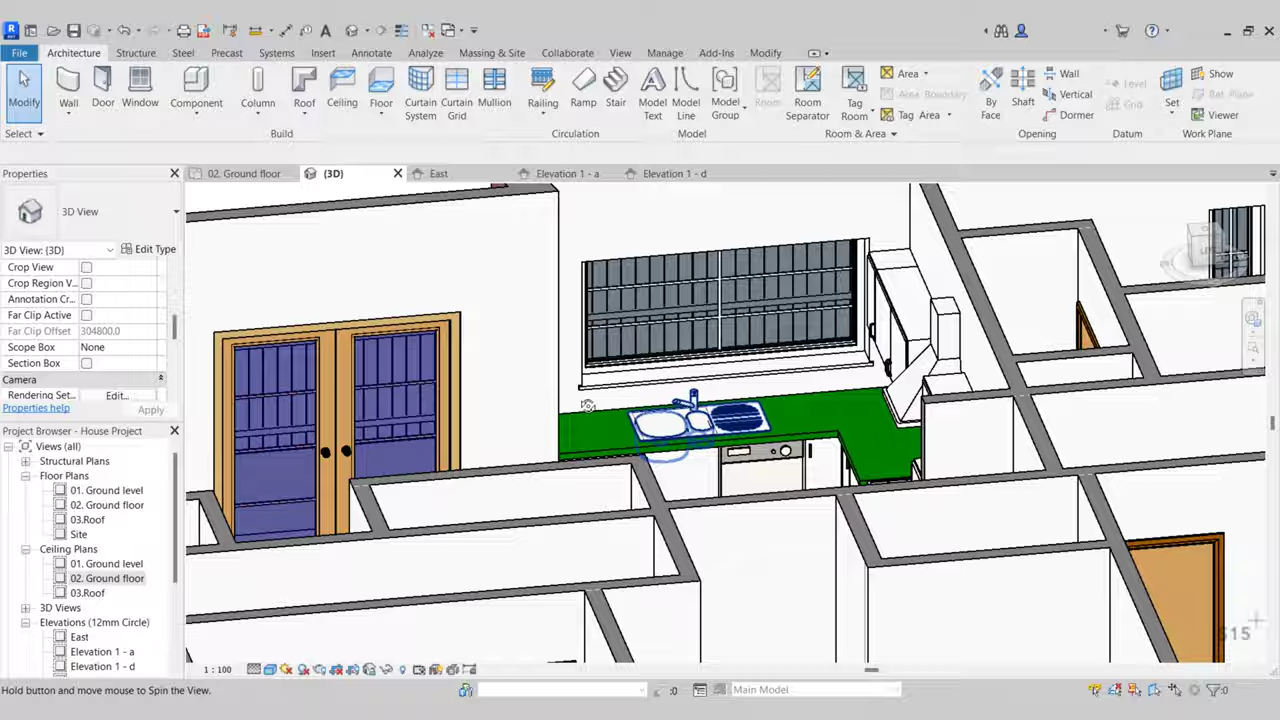 R
File Architecture Structure Steel Precast Systems Insert Annotate Analyze Massing & Site Collaborate View Manage Add-Ins Modify
Modify Wall Door Window Component Column Roof Ceiling Floor Curtain System Curtain Grid Mullion Railing Ramp Stair Model Text Model Line Model Group Room Room Separator Tag Room
Area
Area Boundary
Tag Area
By Face Shaft
Wall
Vertical
Dormer
Level
Grid
Set
Show
Ref Plane
Viewer
Select Build Circulation Model Room & Area Opening Datum Work Plane
Properties
02. Ground floor (3D) East Elevation 1 - a Elevation 1 - d
3D View
3D View: {3D} Edit Type
Crop View
Crop Region V...
Annotation Cr...
Far Clip Active
Far Clip Offset 304800.0
Scope Box None
Section Box
Camera
Rendering Set... Edit...
Properties help Apply
Project Browser - House Project
Views (all)
Structural Plans
Floor Plans
01. Ground level
02. Ground floor
03.Roof
Site
Ceiling Plans
01. Ground level
02. Ground floor
03.Roof
3D Views
Elevations (12mm Circle)
East
Elevation 1 - a
Elevation 1 - d
1 : 100
Hold button and move mouse to Spin the View.
:0 Main Model :0